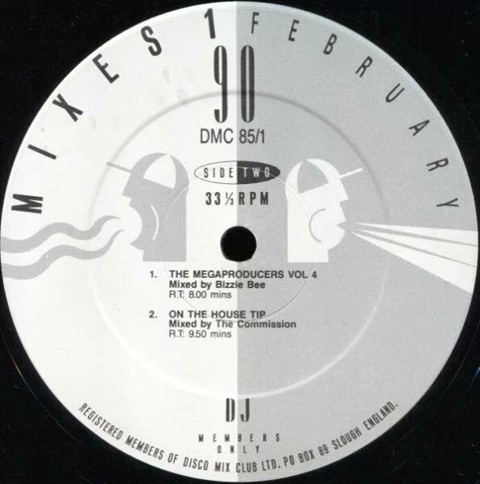 MIXES 1 FEBRUARY
90
DMC 85/1
SIDE TWO
33⅓ RPM
1. THE MEGAPRODUCERS VOL 4
Mixed by Bizzie Bee
R.T: 8.00 mins
2. ON THE HOUSE TIP
Mixed by The Commission
R.T: 9.50 mins
DJ
MEMBERS
ONLY
REGISTERED MEMBERS OF DISCO MIX CLUB LTD. PO BOX 89 SLOUGH ENGLAND.